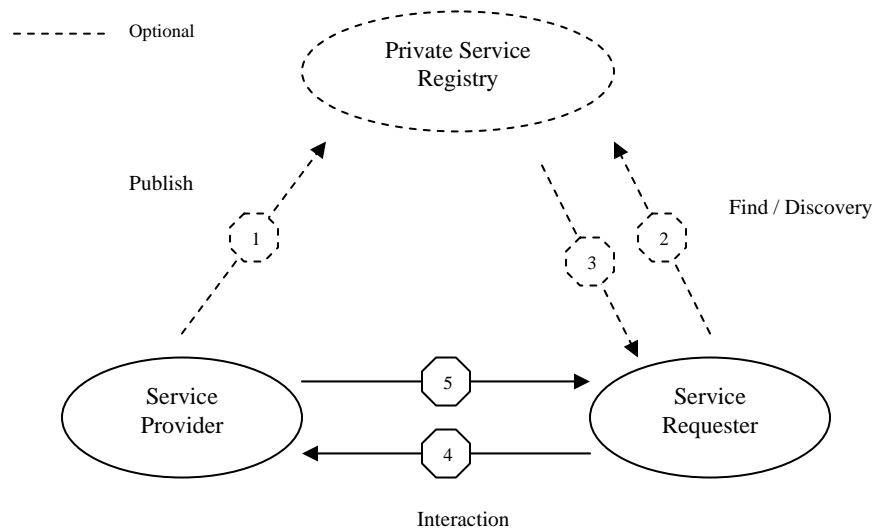 Optional
Private Service
Registry
Publish
Find / Discovery
1
2
3
Service
Provider
5
Service
Requester
4
Interaction